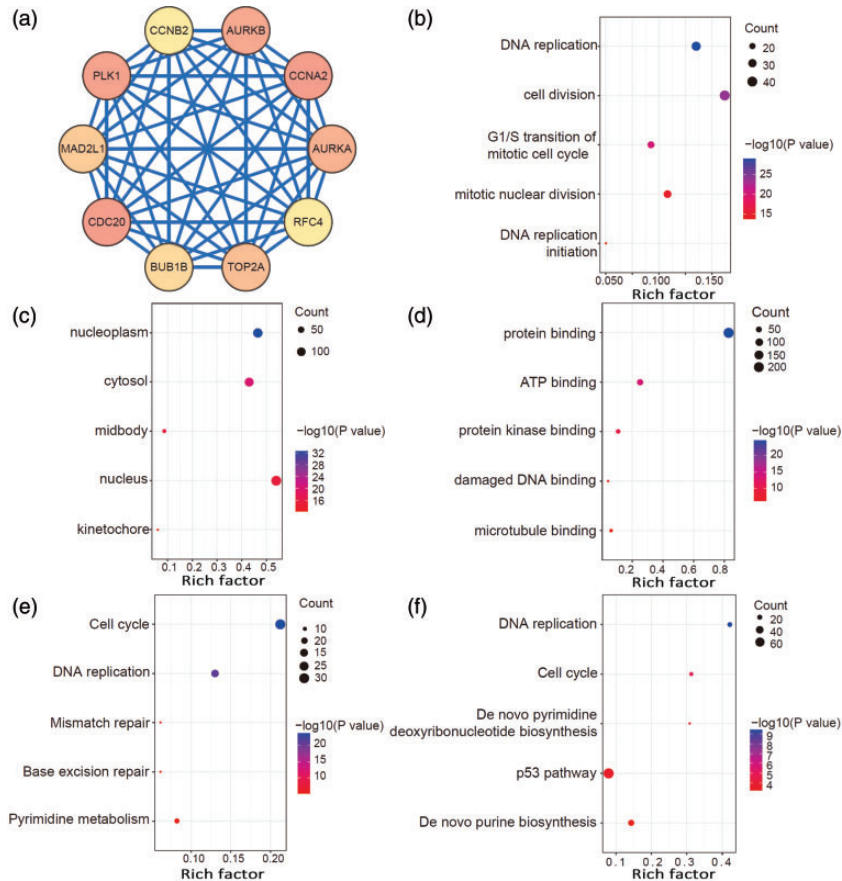 (a)
CCNB2
AURKB
PLK1
CCNA2
MAD2L1
AURKA
CDC20
RFC4
BUB1B
TOP2A
(b)
DNA replication
cell division
G1/S transition of
mitotic cell cycle
mitotic nuclear division
DNA replication
initiation
0.050 0.100 0.150
Rich factor
Count
20
30
40
−log10(P value)
25
20
15
(c)
nucleoplasm
cytosol
midbody
nucleus
kinetochore
0.1 0.2 0.3 0.4 0.5
Rich factor
Count
50
100
−log10(P value)
32
28
24
20
16
(d)
protein binding
ATP binding
protein kinase binding
damaged DNA binding
microtubule binding
0.2 0.4 0.6 0.8
Rich factor
Count
50
100
150
200
−log10(P value)
20
15
10
(e)
Cell cycle
DNA replication
Mismatch repair
Base excision repair
Pyrimidine metabolism
0.10 0.15 0.20
Rich factor
Count
10
20
15
25
30
−log10(P value)
20
15
10
(f)
DNA replication
Cell cycle
De novo pyrimidine
deoxyribonucleotide biosynthesis
p53 pathway
De novo purine biosynthesis
0.1 0.2 0.3 0.4
Rich factor
Count
20
40
60
−log10(P value)
9
8
7
6
5
4